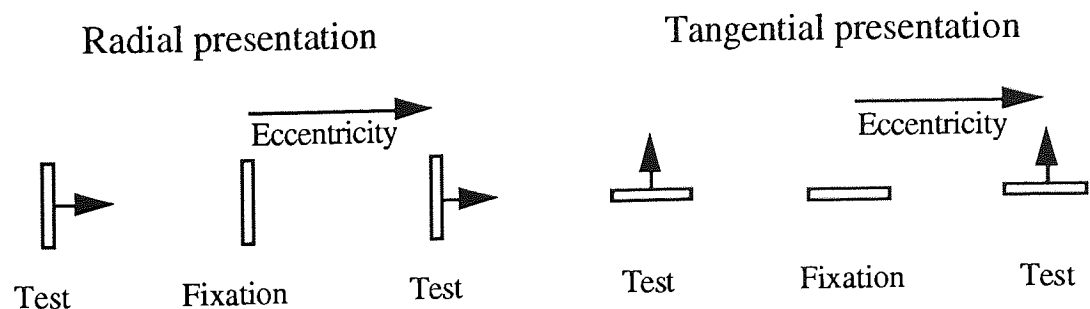 Radial presentation
Eccentricity
Test
Fixation
Test
Tangential presentation
Eccentricity
Test
Fixation
Test